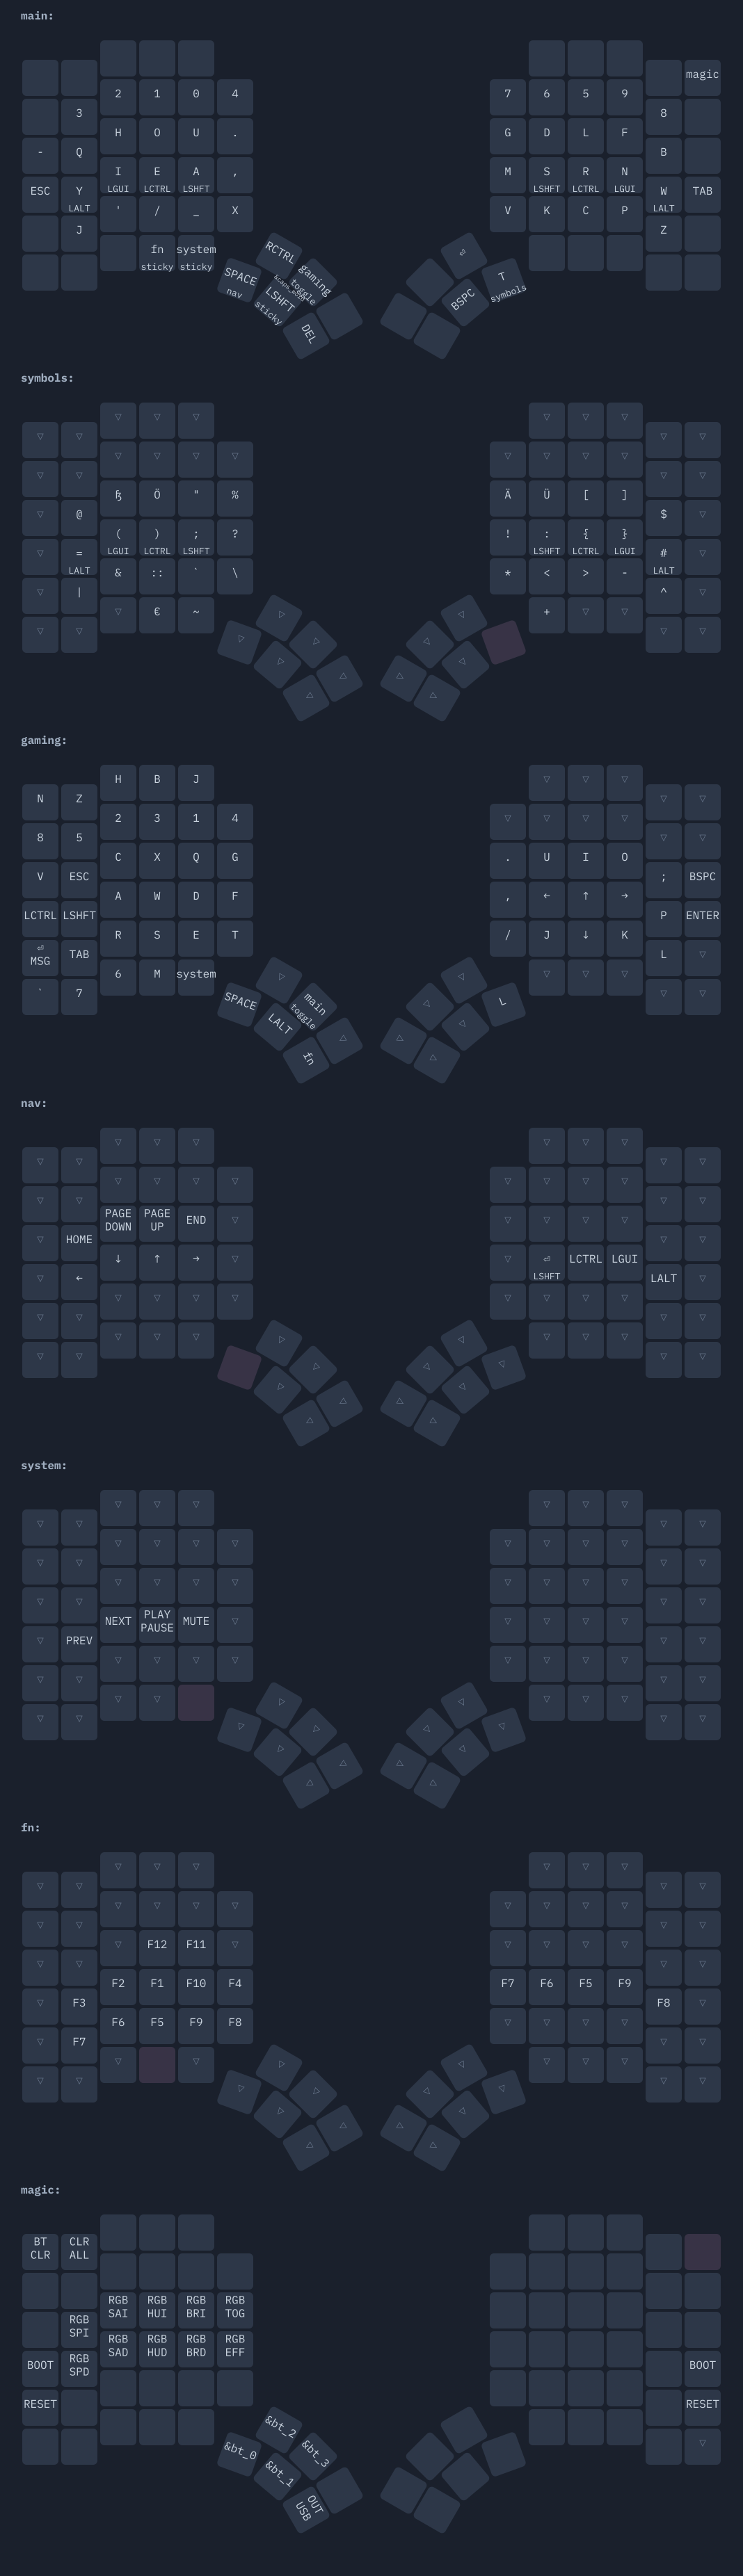 main:
magic
2 1 0 4 7 6 5 9
3 8
H O U . G D L F
- Q B
I E A , M S R N
LGUI LCTRL LSHFT LSHFT LCTRL LGUI
ESC Y W TAB
LALT LALT
' / _ X V K C P
J Z
fn system
sticky sticky
RCTRL ⏎
gaming
toggle
SPACE
nav
LSHFT
sticky
DEL
BSPC
T
symbols
symbols:
▽ ▽ ▽ ▽ ▽ ▽
▽ ▽ ▽ ▽
▽ ▽ ▽ ▽ ▽ ▽ ▽ ▽
▽ ▽ ▽ ▽
Ö " % Ä Ü [ ]
▽ @ $ ▽
( ) ; ? ! : { }
LGUI LCTRL LSHFT LSHFT LCTRL LGUI
▽ = # ▽
LALT LALT
& :: ` \ * < > -
▽ | ^ ▽
▽ € ~ + ▽ ▽
▽ ▽ ▽ ▽
▽ ▽
▽ ▽ ▽
▽ ▽
▽ ▽
▽ ▽
gaming:
H B J ▽ ▽ ▽
N Z ▽ ▽
2 3 1 4 ▽ ▽ ▽ ▽
8 5 ▽ ▽
C X Q G . U I O
V ESC ; BSPC
A W D F , ← ↑ →
LCTRL LSHFT P ENTER
R S E T / J ↓ K
⏎
MSG TAB L ▽
6 M system ▽ ▽ ▽
` 7 ▽ ▽
▽ ▽
SPACE
main
toggle
▽ L
LALT ▽
fn ▽ ▽ ▽
nav:
▽ ▽ ▽ ▽ ▽ ▽
▽ ▽ ▽ ▽
▽ ▽ ▽ ▽ ▽ ▽ ▽ ▽
▽ ▽ ▽ ▽
PAGE PAGE
DOWN UP END ▽ ▽ ▽ ▽ ▽
▽ HOME ▽ ▽
↓ ↑ → ▽ ▽ ⏎ LCTRL LGUI
LSHFT
▽ ← LALT ▽
▽ ▽ ▽ ▽ ▽ ▽ ▽ ▽
▽ ▽ ▽ ▽
▽ ▽ ▽ ▽ ▽ ▽
▽ ▽ ▽ ▽
▽ ▽
▽ ▽ ▽
▽ ▽
▽ ▽
▽ ▽
system:
▽ ▽ ▽ ▽ ▽ ▽
▽ ▽ ▽ ▽
▽ ▽ ▽ ▽ ▽ ▽ ▽ ▽
▽ ▽ ▽ ▽
▽ ▽ ▽ ▽ ▽ ▽ ▽ ▽
▽ ▽ ▽ ▽
NEXT PLAY
PAUSE MUTE ▽ ▽ ▽ ▽ ▽
▽ PREV ▽ ▽
▽ ▽ ▽ ▽ ▽ ▽ ▽ ▽
▽ ▽ ▽ ▽
▽ ▽ ▽ ▽ ▽
▽ ▽ ▽ ▽
▽ ▽
▽ ▽ ▽ ▽
▽ ▽
▽ ▽
▽ ▽
fn:
▽ ▽ ▽ ▽ ▽ ▽
▽ ▽ ▽ ▽
▽ ▽ ▽ ▽ ▽ ▽ ▽ ▽
▽ ▽ ▽ ▽
▽ F12 F11 ▽ ▽ ▽ ▽ ▽
▽ ▽ ▽ ▽
F2 F1 F10 F4 F7 F6 F5 F9
▽ F3 F8 ▽
F6 F5 F9 F8 ▽ ▽ ▽ ▽
▽ F7 ▽ ▽
▽ ▽ ▽ ▽ ▽
▽ ▽ ▽ ▽
▽ ▽
▽ ▽ ▽ ▽
▽ ▽
▽ ▽
▽ ▽
magic:
BT CLR
CLR ALL
RGB RGB RGB RGB
SAI HUI BRI TOG
RGB
SPI
RGB RGB RGB RGB
SAD HUD BRD EFF
BOOT RGB
SPD BOOT
RESET RESET
▽
&bt_2
&bt_0 &bt_3
&bt_1
OUT
USB